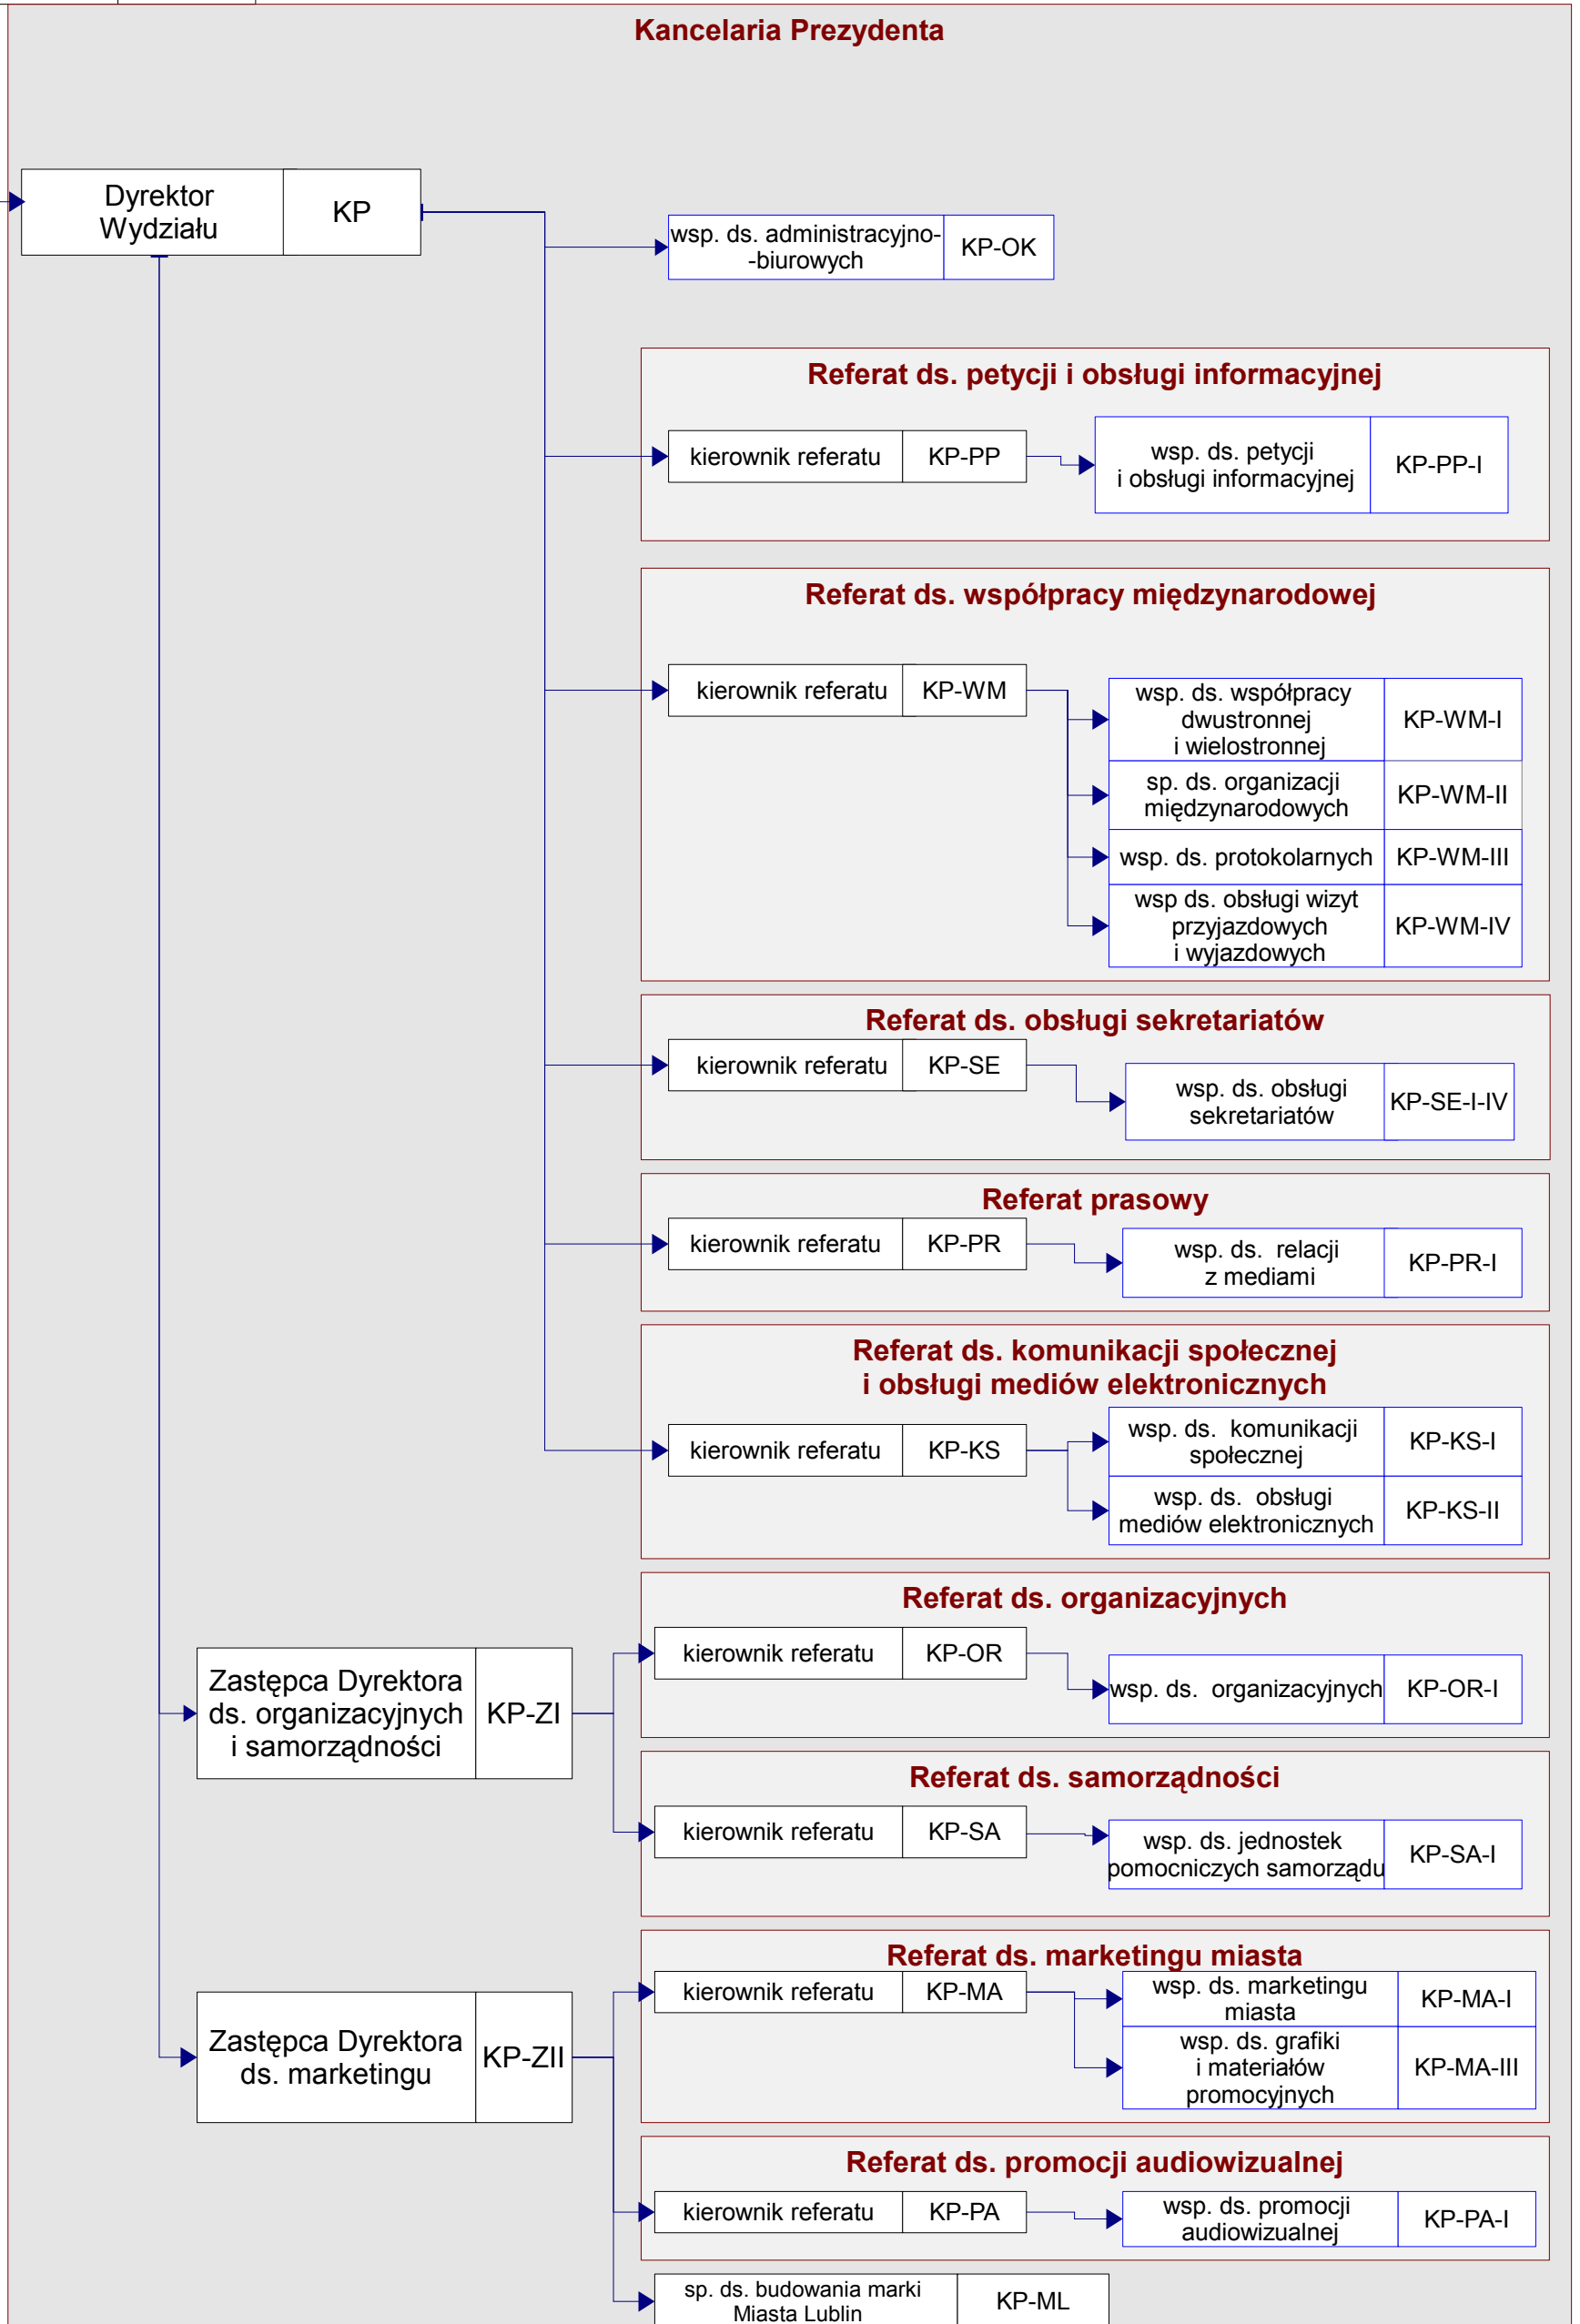 Kancelaria Prezydenta
Dyrektor
Wydziału
KP
wsp. ds. administracyjno-
-biurowych
KP-OK
Referat ds. petycji i obsługi informacyjnej
kierownik referatu
KP-PP
wsp. ds. petycji
i obsługi informacyjnej
KP-PP-I
Referat ds. współpracy międzynarodowej
kierownik referatu
KP-WM
wsp. ds. współpracy
dwustronnej
i wielostronnej
KP-WM-I
sp. ds. organizacji
międzynarodowych
KP-WM-II
wsp. ds. protokolarnych
KP-WM-III
wsp ds. obsługi wizyt
przyjazdowych
i wyjazdowych
KP-WM-IV
Referat ds. obsługi sekretariatów
kierownik referatu
KP-SE
wsp. ds. obsługi
sekretariatów
KP-SE-I-IV
Referat prasowy
kierownik referatu
KP-PR
wsp. ds. relacji
z mediami
KP-PR-I
Referat ds. komunikacji społecznej
i obsługi mediów elektronicznych
kierownik referatu
KP-KS
wsp. ds. komunikacji
społecznej
KP-KS-I
wsp. ds. obsługi
mediów elektronicznych
KP-KS-II
Zastępca Dyrektora
ds. organizacyjnych
i samorządności
KP-ZI
Referat ds. organizacyjnych
kierownik referatu
KP-OR
wsp. ds. organizacyjnych
KP-OR-I
Referat ds. samorządności
kierownik referatu
KP-SA
wsp. ds. jednostek
pomocniczych samorządu
KP-SA-I
Zastępca Dyrektora
ds. marketingu
KP-ZII
Referat ds. marketingu miasta
kierownik referatu
KP-MA
wsp. ds. marketingu
miasta
KP-MA-I
wsp. ds. grafiki
i materiałów
promocyjnych
KP-MA-III
Referat ds. promocji audiowizualnej
kierownik referatu
KP-PA
wsp. ds. promocji
audiowizualnej
KP-PA-I
sp. ds. budowania marki
Miasta Lublin
KP-ML